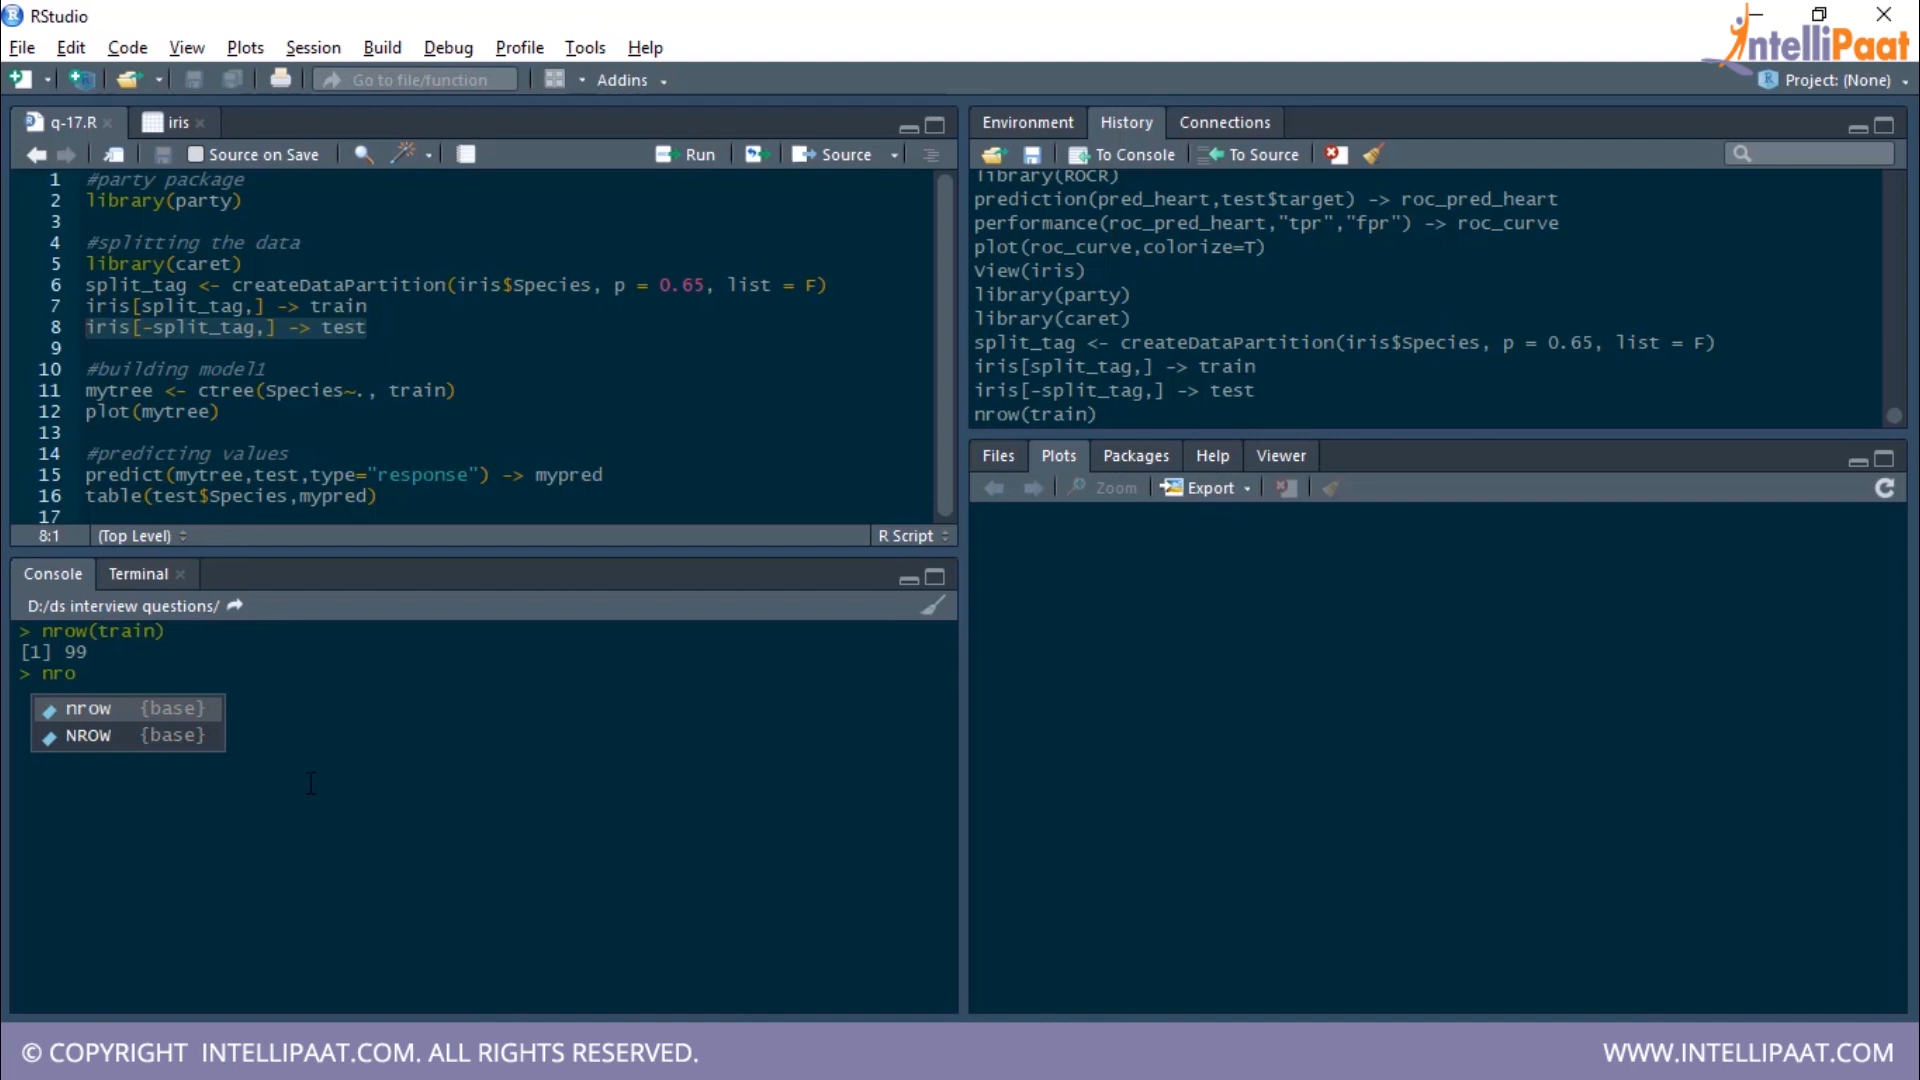 RStudio
File Edit Code View Plots Session Build Debug Profile Tools Help
IntelliPaat
Go to file/function
Addins
Project: (None)
q-17.R
iris
Source on Save
Run
Source
1 #party package
2 library(party)
3
4 #splitting the data
5 library(caret)
6 split_tag <- createDataPartition(iris$Species, p = 0.65, list = F)
7 iris[split_tag,] -> train
8 iris[-split_tag,] -> test
9
10 #building model1
11 mytree <- ctree(Species~., train)
12 plot(mytree)
13
14 #predicting values
15 predict(mytree,test,type="response") -> mypred
16 table(test$Species,mypred)
17
8:1 (Top Level) R Script
Console Terminal
D:/ds interview questions/
> nrow(train)
[1] 99
> nro
nrow {base}
NROW {base}
Environment History Connections
To Console To Source
library(ROCR)
prediction(pred_heart,test$target) -> roc_pred_heart
performance(roc_pred_heart,"tpr","fpr") -> roc_curve
plot(roc_curve,colorize=T)
View(iris)
library(party)
library(caret)
split_tag <- createDataPartition(iris$Species, p = 0.65, list = F)
iris[split_tag,] -> train
iris[-split_tag,] -> test
nrow(train)
Files Plots Packages Help Viewer
Zoom Export
© COPYRIGHT INTELLIPAAT.COM. ALL RIGHTS RESERVED.
WWW.INTELLIPAAT.COM